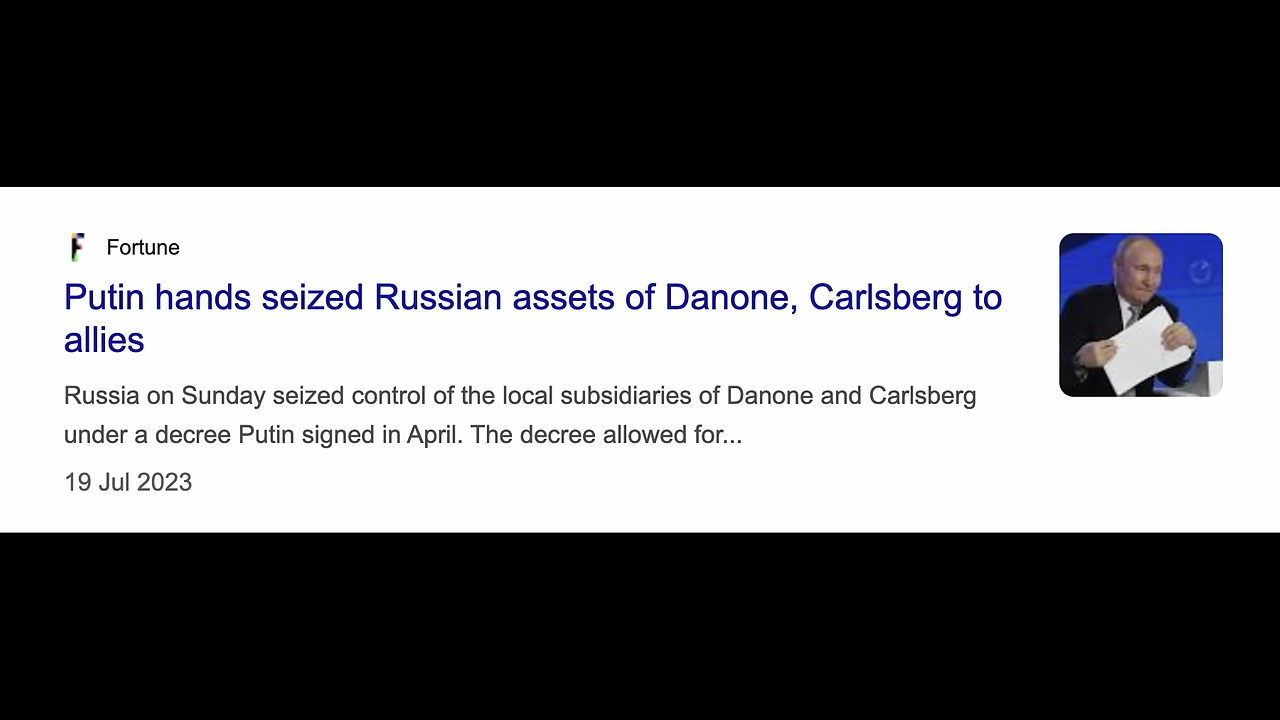 Fortune
Putin hands seized Russian assets of Danone, Carlsberg to
allies
Russia on Sunday seized control of the local subsidiaries of Danone and Carlsberg
under a decree Putin signed in April. The decree allowed for...
19 Jul 2023